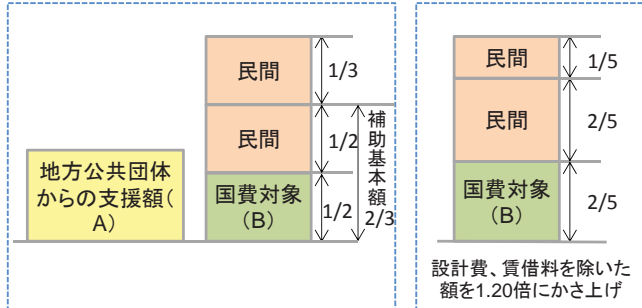 民間
1/3
民間
1/2
補助基本額
2/3
地方公共団体
からの支援額(
A)
国費対象
(B)
1/2
民間
1/5
民間
2/5
国費対象
(B)
2/5
設計費、賃借料を除いた
額を1.20倍にかさ上げ